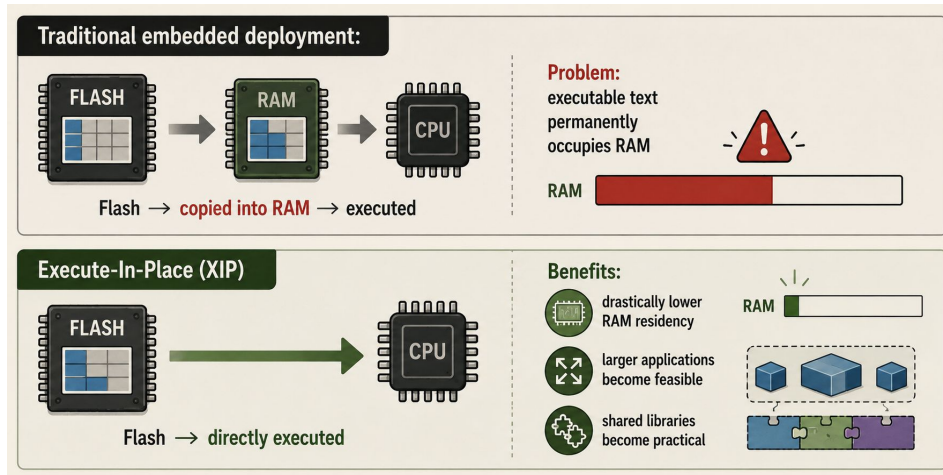 Traditional embedded deployment:
FLASH
RAM
CPU
Flash → copied into RAM → executed
Problem:
executable text
permanently
occupies RAM
RAM
Execute-In-Place (XIP)
FLASH
CPU
Flash → directly executed
Benefits:
drastically lower
RAM residency
RAM
larger applications
become feasible
shared libraries
become practical